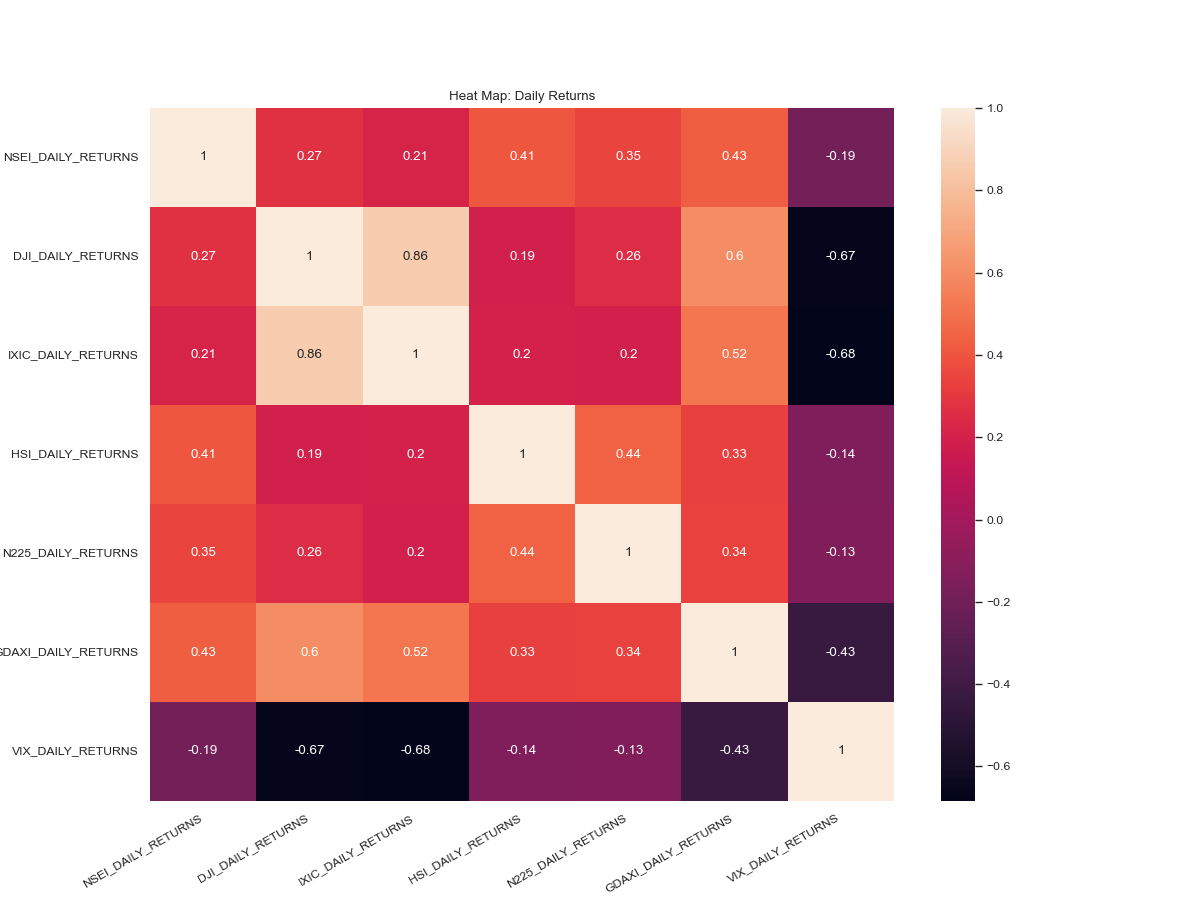 Heat Map: Daily Returns
NSEI_DAILY_RETURNS 1 0.27 0.21 0.41 0.35 0.43 -0.19
DJI_DAILY_RETURNS 0.27 1 0.86 0.19 0.26 0.6 -0.67
IXIC_DAILY_RETURNS 0.21 0.86 1 0.2 0.2 0.52 -0.68
HSI_DAILY_RETURNS 0.41 0.19 0.2 1 0.44 0.33 -0.14
N225_DAILY_RETURNS 0.35 0.26 0.2 0.44 1 0.34 -0.13
GDAXI_DAILY_RETURNS 0.43 0.6 0.52 0.33 0.34 1 -0.43
VIX_DAILY_RETURNS -0.19 -0.67 -0.68 -0.14 -0.13 -0.43 1
NSEI_DAILY_RETURNS DJI_DAILY_RETURNS IXIC_DAILY_RETURNS HSI_DAILY_RETURNS N225_DAILY_RETURNS GDAXI_DAILY_RETURNS VIX_DAILY_RETURNS
1.0
0.8
0.6
0.4
0.2
0.0
−0.2
−0.4
−0.6